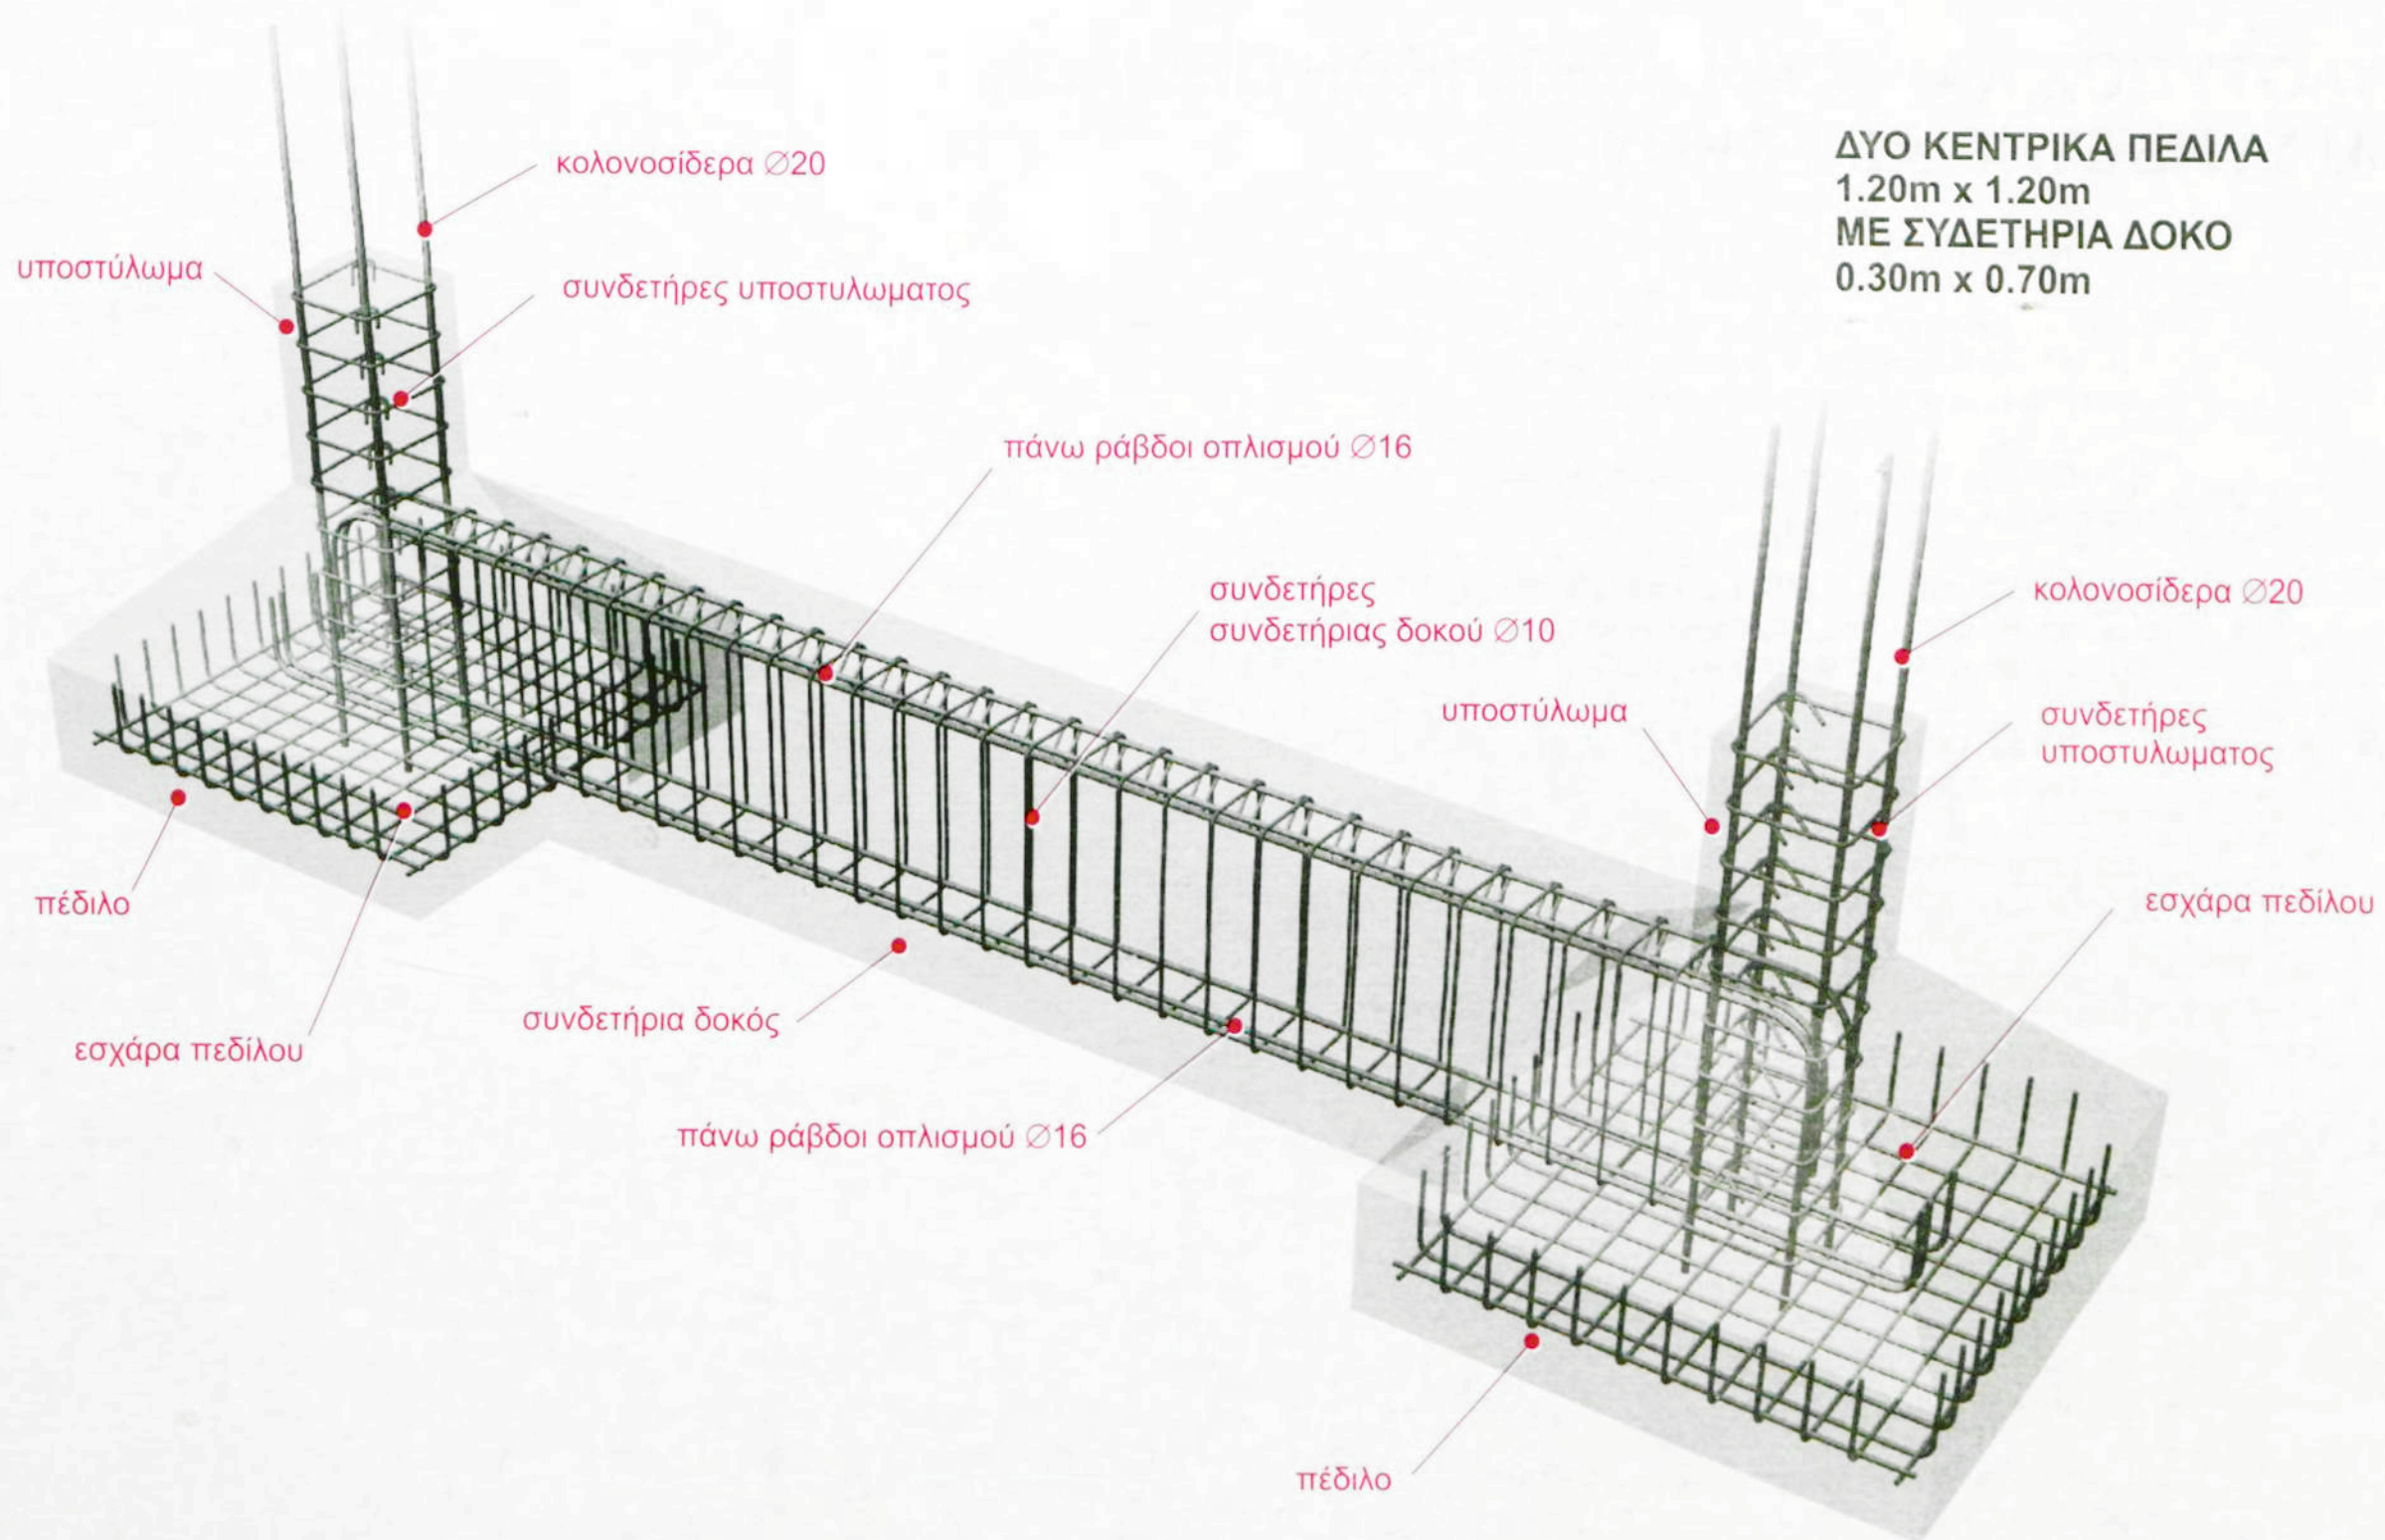 ΔΥΟ ΚΕΝΤΡΙΚΑ ΠΕΔΙΛΑ
1.20m x 1.20m
ΜΕ ΣΥΔΕΤΗΡΙΑ ΔΟΚΟ
0.30m x 0.70m
κολονοσίδερα ∅20
υποστύλωμα
συνδετήρες υποστυλωματος
πάνω ράβδοι οπλισμού ∅16
συνδετήρες
συνδετήριας δοκού ∅10
κολονοσίδερα ∅20
υποστύλωμα
συνδετήρες
υποστυλωματος
πέδιλο
εσχάρα πεδίλου
συνδετήρια δοκός
εσχάρα πεδίλου
πάνω ράβδοι οπλισμού ∅16
πέδιλο